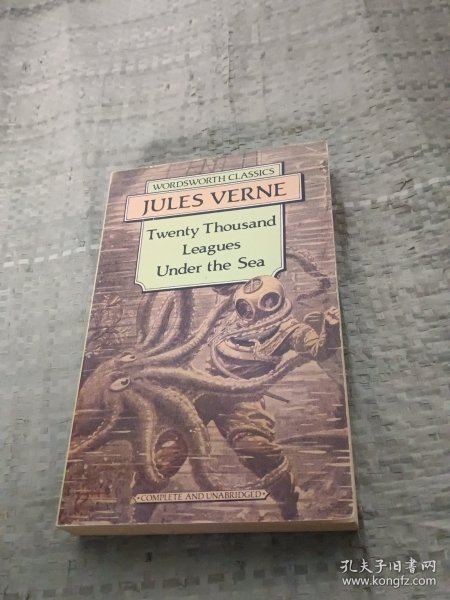 WORDSWORTH CLASSICS
JULES VERNE
Twenty Thousand
Leagues
Under the Sea
·COMPLETE AND UNABRIDGED·
孔夫子旧书网
www.kongfz.com